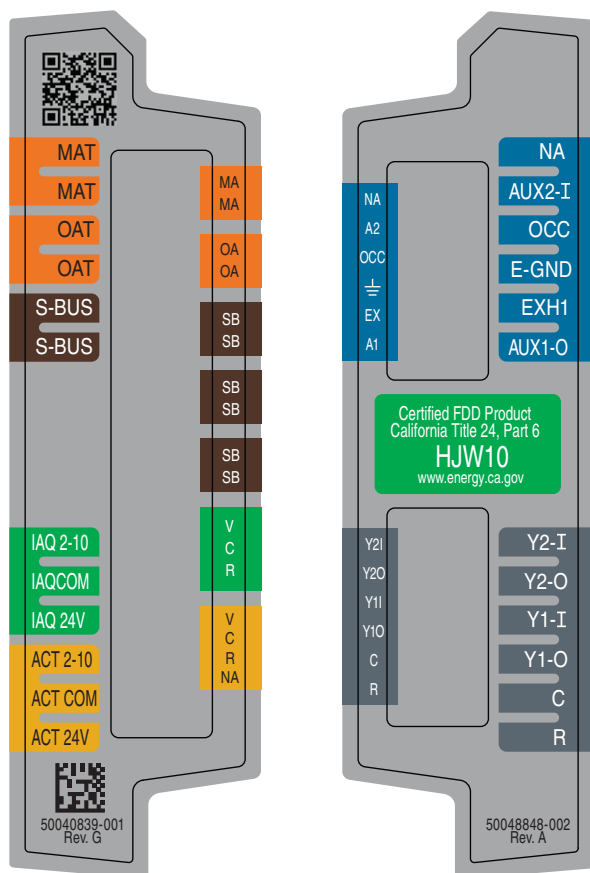 MAT
MAT
OAT
OAT
S-BUS
S-BUS
IAQ 2-10
IAQCOM
IAQ 24V
ACT 2-10
ACT COM
ACT 24V
50040839-001
Rev. G
MA
MA
OA
OA
SB
SB
SB
SB
SB
SB
V
C
R
V
C
R
NA
NA
A2
OCC
EX
A1
NA
AUX2-I
OCC
E-GND
EXH1
AUX1-O
Certified FDD Product
California Title 24, Part 6
HJW10
www.energy.ca.gov
Y2I
Y2O
Y1I
Y1O
C
R
Y2-I
Y2-O
Y1-I
Y1-O
C
R
50048848-002
Rev. A